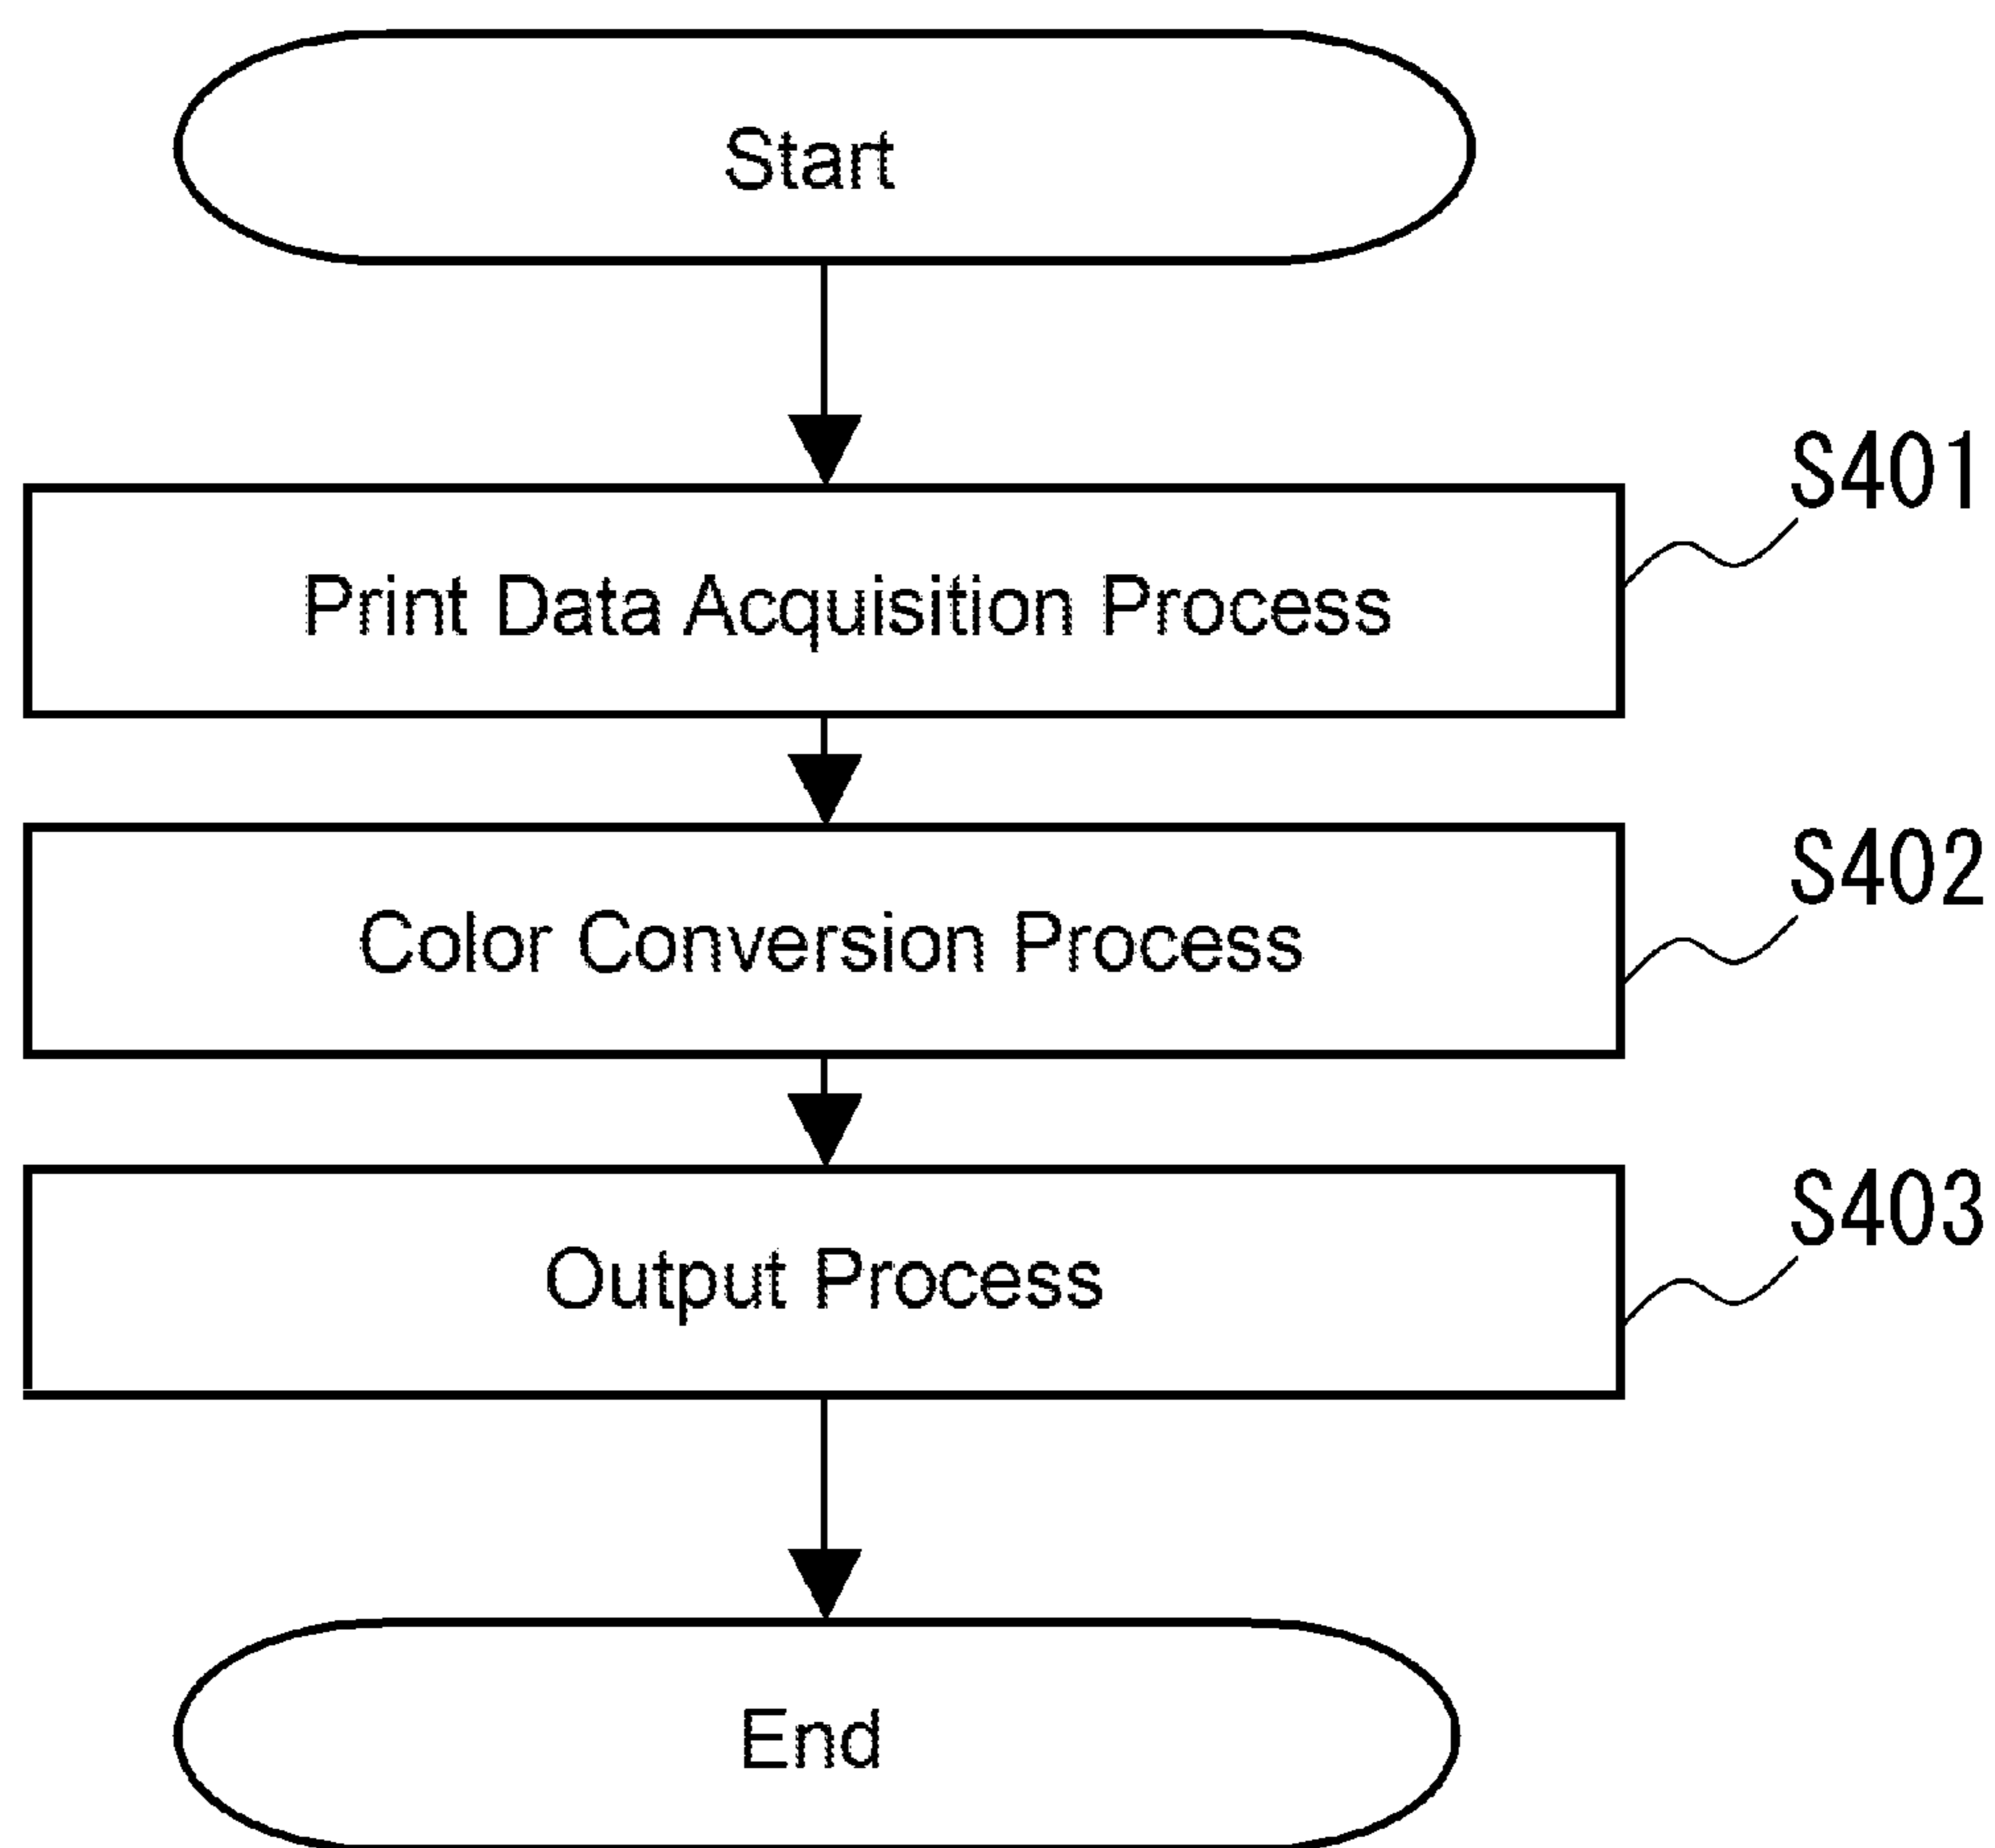 Start
S401
Print Data Acquisition Process
S402
Color Conversion Process
S403
Output Process
End